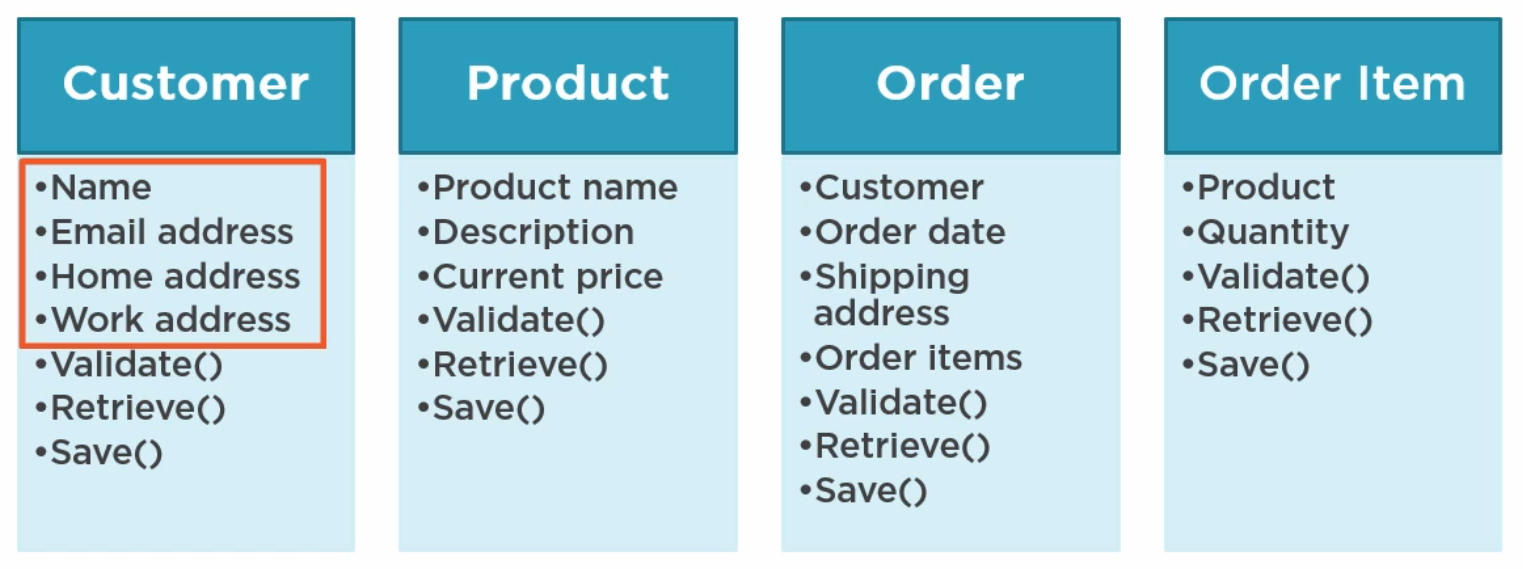 Customer
•Name
•Email address
•Home address
•Work address
•Validate()
•Retrieve()
•Save()
Product
•Product name
•Description
•Current price
•Validate()
•Retrieve()
•Save()
Order
•Customer
•Order date
•Shipping
address
•Order items
•Validate()
•Retrieve()
•Save()
Order Item
•Product
•Quantity
•Validate()
•Retrieve()
•Save()